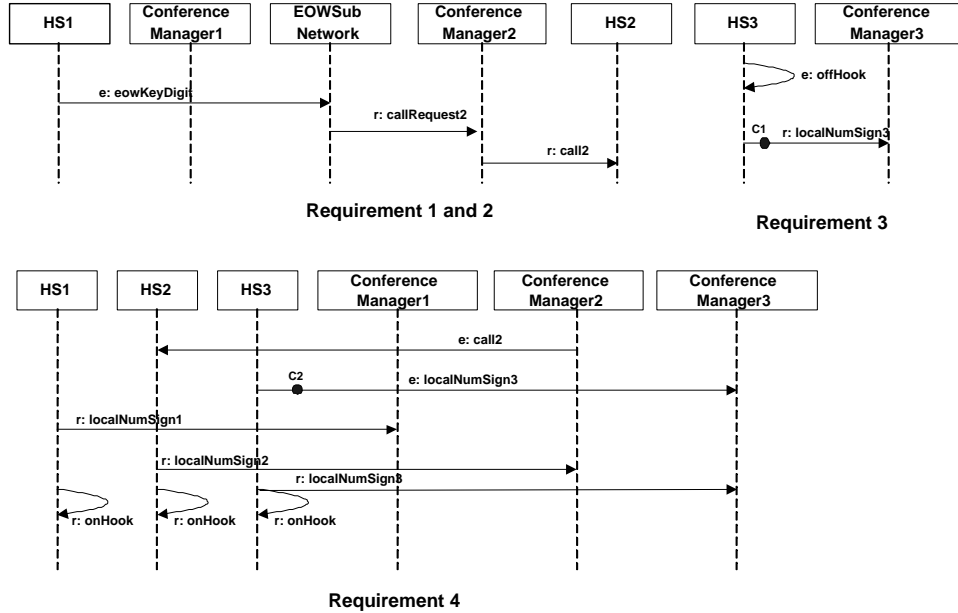 HS1
Conference
Manager1
EOWSub
Network
Conference
Manager2
HS2
HS3
Conference
Manager3
e: offHook
e: eowKeyDigit
r: callRequest2
C1
r: localNumSign3
r: call2
Requirement 1 and 2
Requirement 3
HS1
HS2
HS3
Conference
Manager1
Conference
Manager2
Conference
Manager3
e: call2
C2
e: localNumSign3
r: localNumSign1
r: localNumSign2
r: localNumSign3
r: onHook
r: onHook
r: onHook
Requirement 4